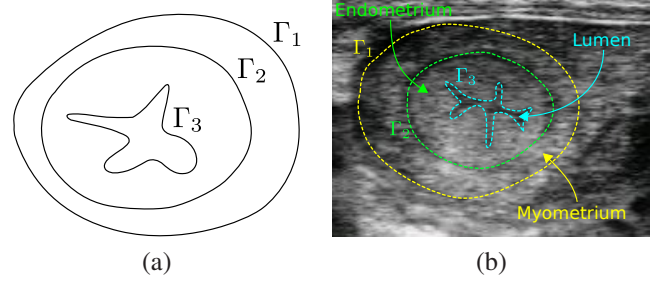 Γ₁
Γ₂
Γ₃
(a)
Endometrium
Γ₁
Lumen
Γ₃
Γ₂
Myometrium
(b)